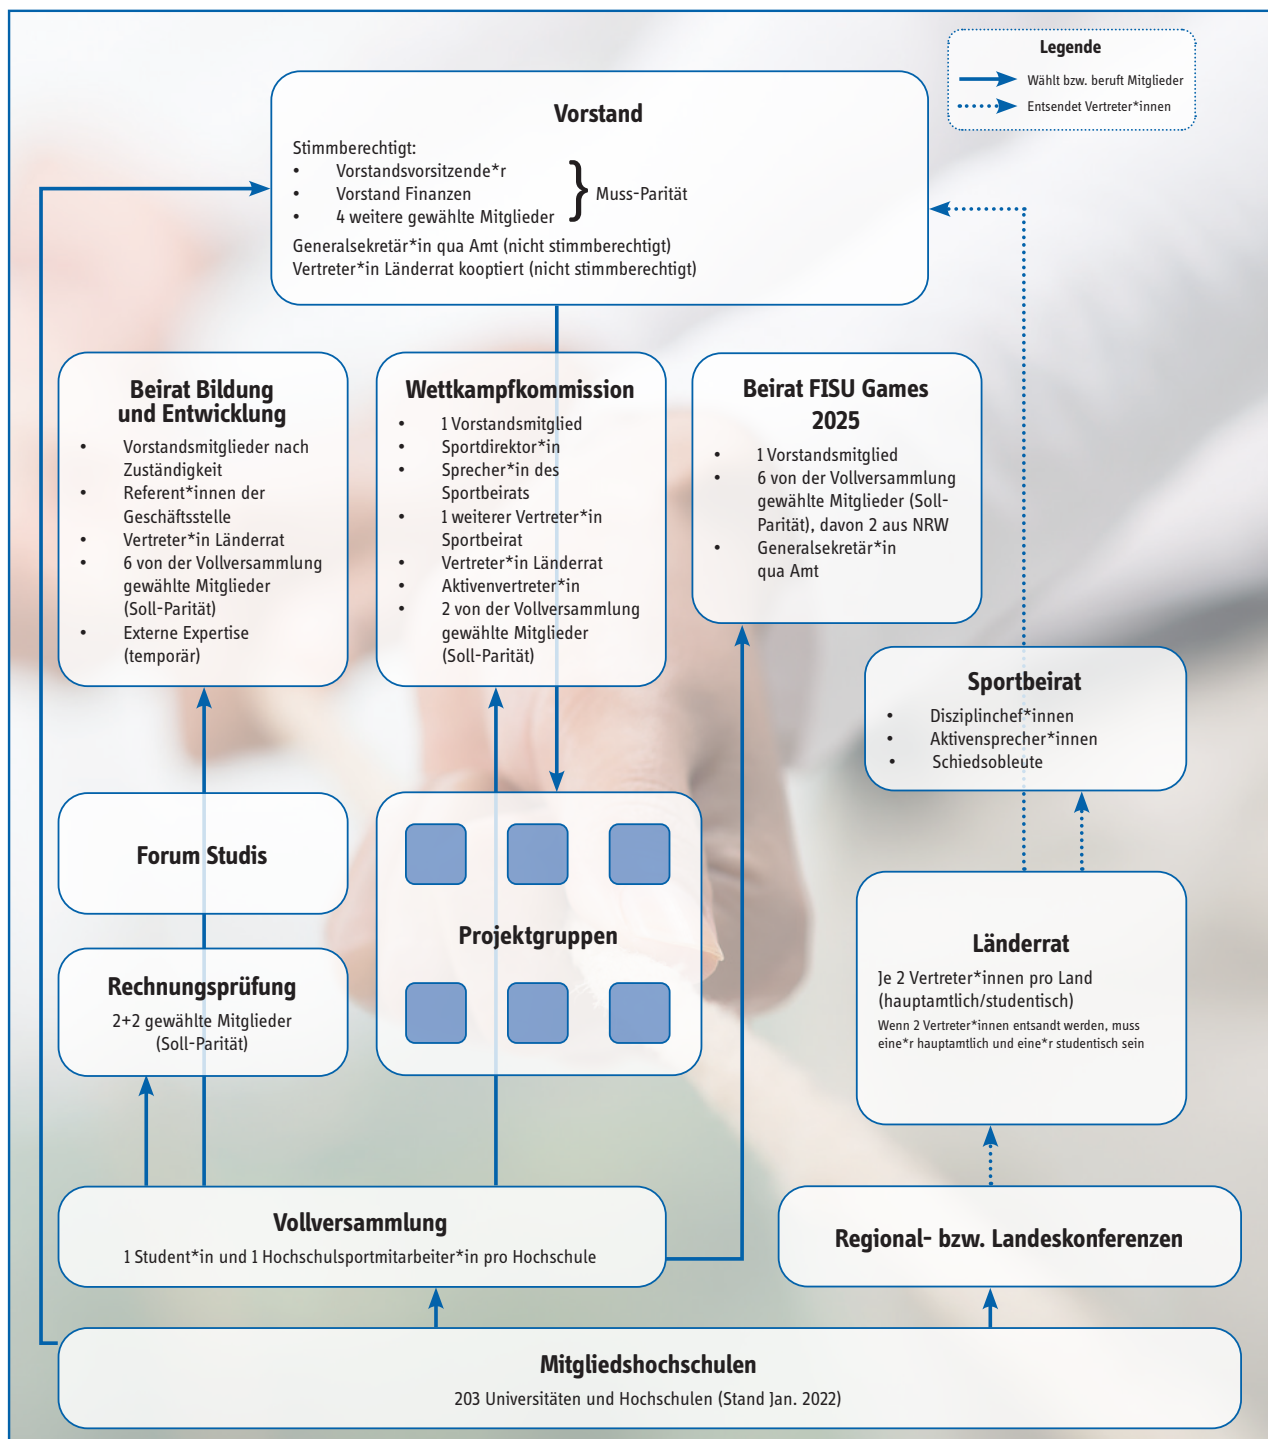 Legende
Wählt bzw. beruft Mitglieder
Entsendet Vertreter*innen
Vorstand
Stimmberechtigt:
• Vorstandsvorsitzende*r
• Vorstand Finanzen
• 4 weitere gewählte Mitglieder
} Muss-Parität
Generalsekretär*in qua Amt (nicht stimmberechtigt)
Vertreter*in Länderrat kooptiert (nicht stimmberechtigt)
Beirat Bildung
und Entwicklung
• Vorstandsmitglieder nach
Zuständigkeit
• Referent*innen der
Geschäftsstelle
• Vertreter*in Länderrat
• 6 von der Vollversammlung
gewählte Mitglieder
(Soll-Parität)
• Externe Expertise
(temporär)
Wettkampfkommission
• 1 Vorstandsmitglied
• Sportdirektor*in
• Sprecher*in des
Sportbeirats
• 1 weiterer Vertreter*in
Sportbeirat
• Vertreter*in Länderrat
• Aktivenvertreter*in
• 2 von der Vollversammlung
gewählte Mitglieder
(Soll-Parität)
Beirat FISU Games
2025
• 1 Vorstandsmitglied
• 6 von der Vollversammlung
gewählte Mitglieder (Soll-
Parität), davon 2 aus NRW
• Generalsekretär*in
qua Amt
Sportbeirat
• Disziplinchef*innen
• Aktivensprecher*innen
• Schiedsobleute
Forum Studis
Projektgruppen
Rechnungsprüfung
2+2 gewählte Mitglieder
(Soll-Parität)
Länderrat
Je 2 Vertreter*innen pro Land
(hauptamtlich/studentisch)
Wenn 2 Vertreter*innen entsandt werden, muss
eine*r hauptamtlich und eine*r studentisch sein
Vollversammlung
1 Student*in und 1 Hochschulsportmitarbeiter*in pro Hochschule
Regional- bzw. Landeskonferenzen
Mitgliedshochschulen
203 Universitäten und Hochschulen (Stand Jan. 2022)